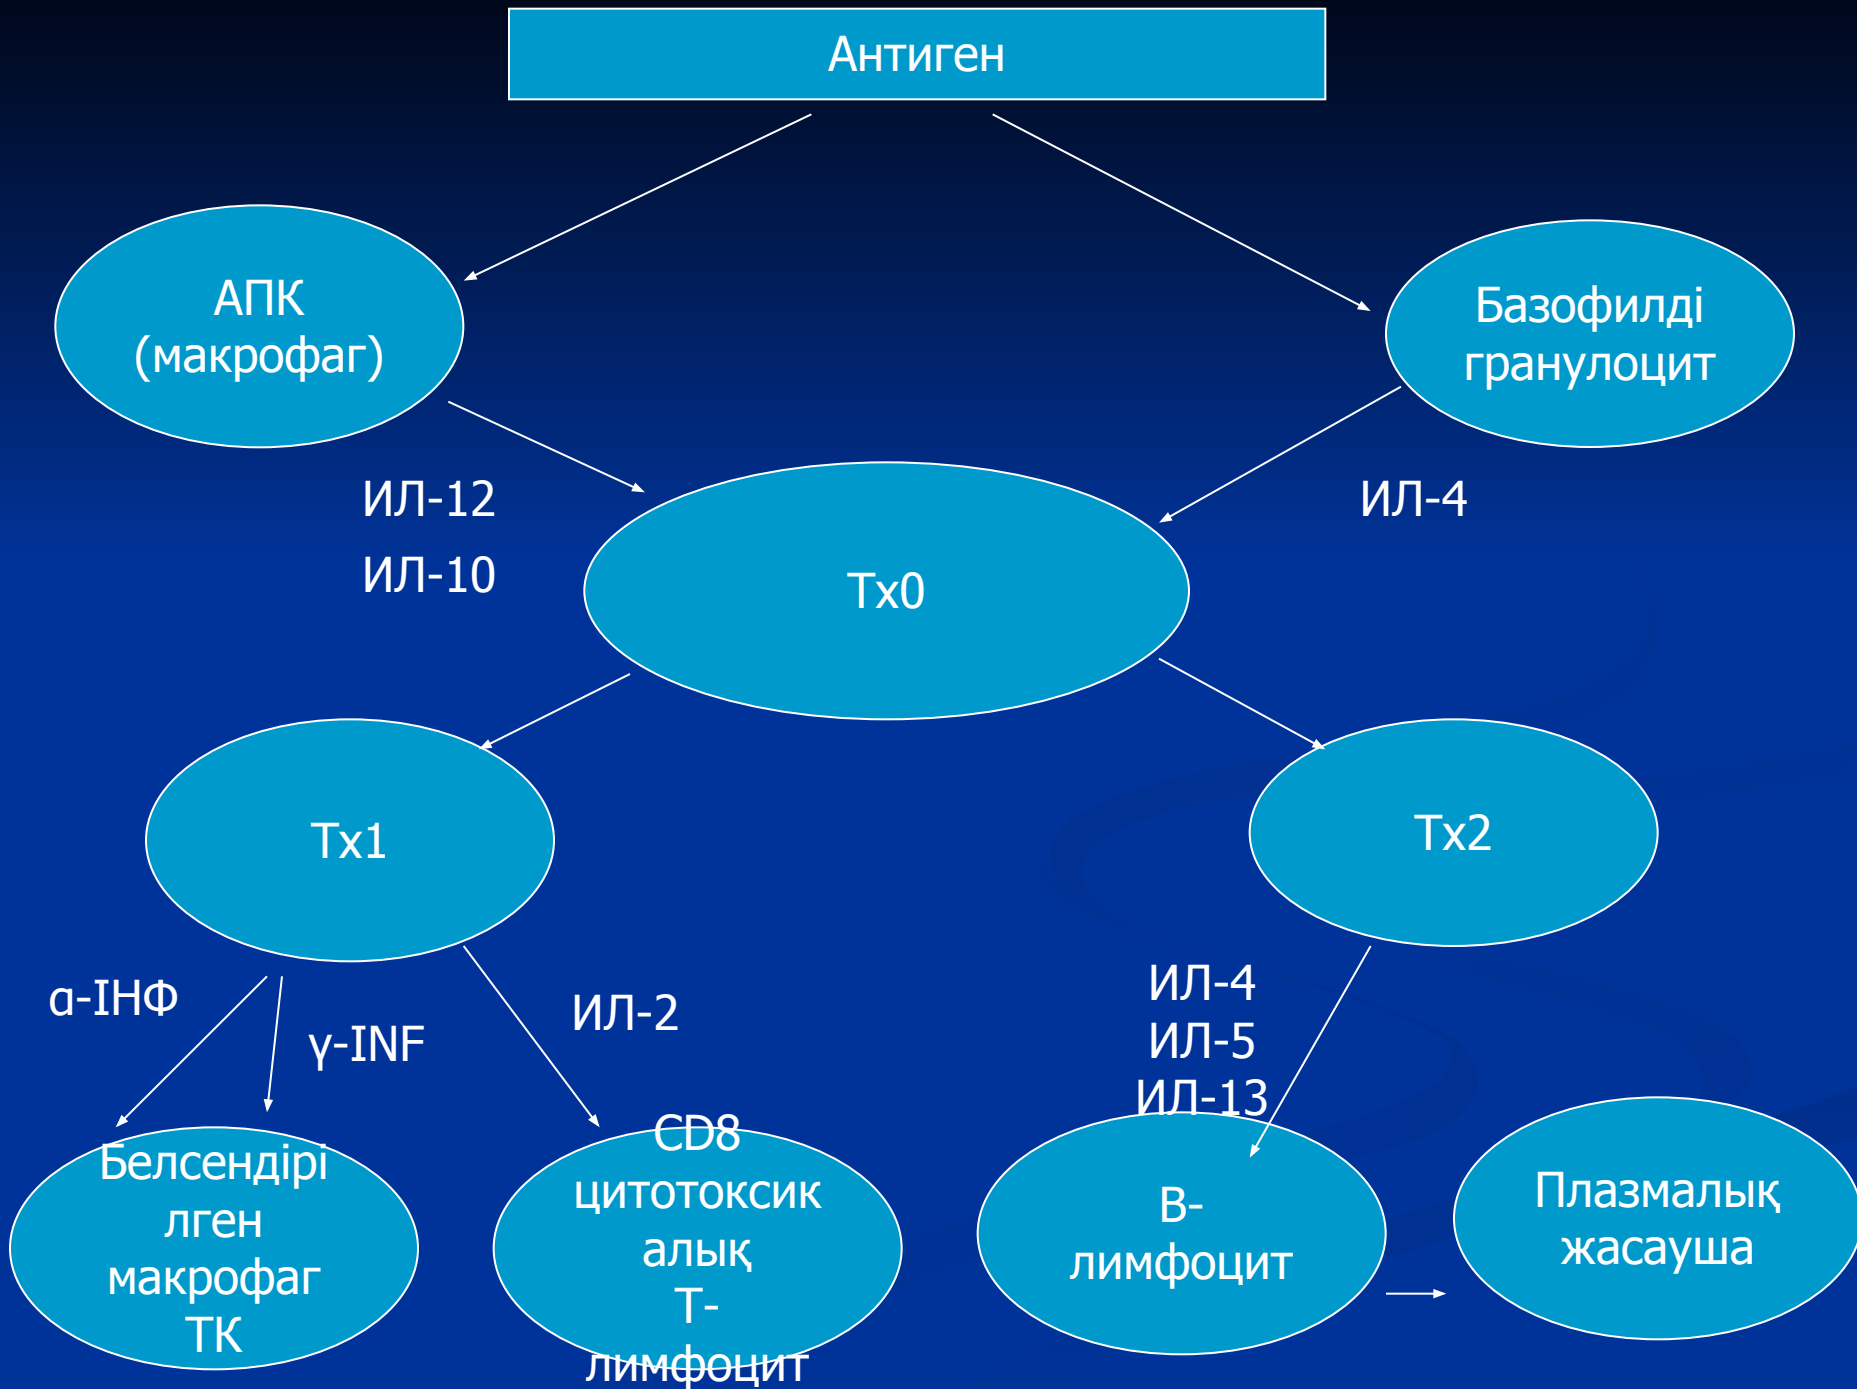 Антиген
АПК
(макрофаг)
Базофилді
гранулоцит
ИЛ-12
ИЛ-10
ИЛ-4
Тх0
Тх1
Тх2
α-ІНФ
γ-INF
ИЛ-2
ИЛ-4
ИЛ-5
ИЛ-13
Белсендірі
лген
макрофаг
ТК
CD8
цитотоксик
алық
Т-
лимфоцит
В-
лимфоцит
Плазмалық
жасауша